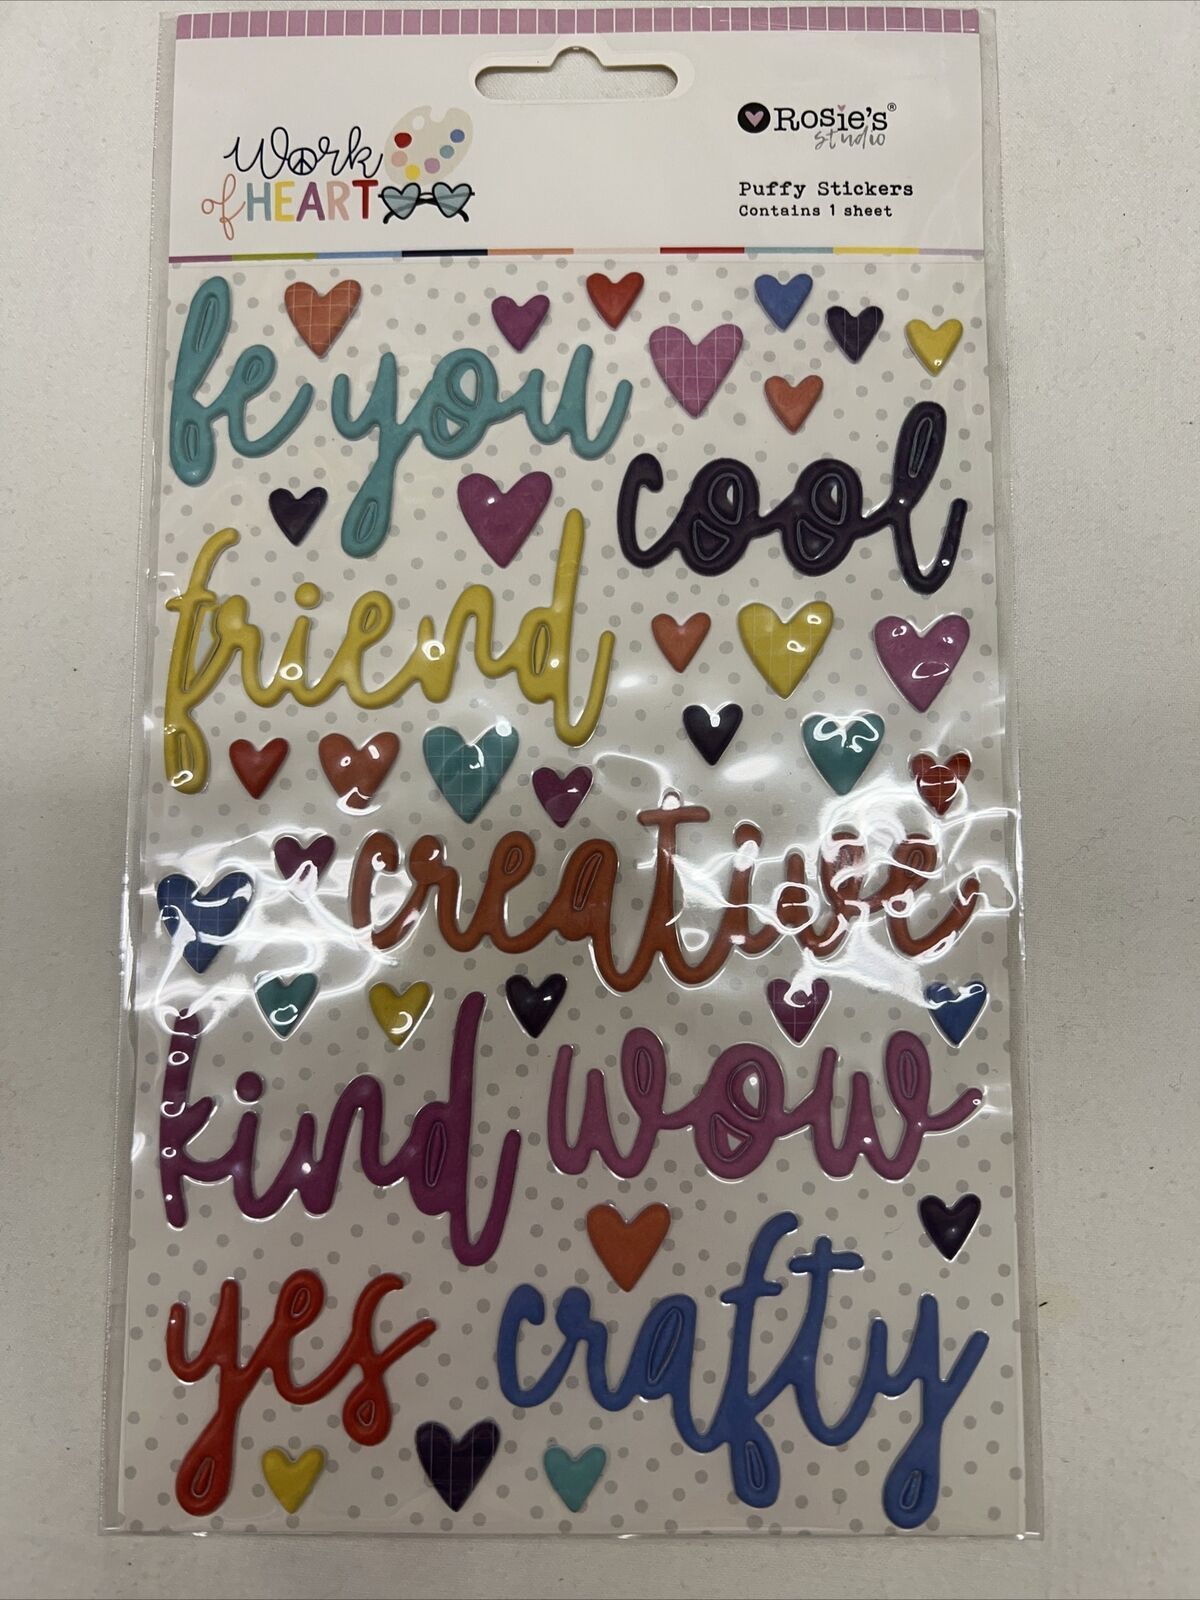 Work
of HEART
Rosie's®
studio
Puffy Stickers
Contains 1 sheet
be you
cool
friend
creative
kind wow
yes crafty